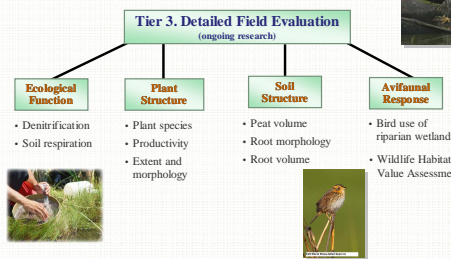 Tier 3. Detailed Field Evaluation
(ongoing research)
Ecological
Function
Plant
Structure
Soil
Structure
Avifaunal
Response
• Denitrification
• Soil respiration
• Plant species
• Productivity
• Extent and
morphology
• Peat volume
• Root morphology
• Root volume
• Bird use of
riparian wetland
• Wildlife Habitat
Value Assessme